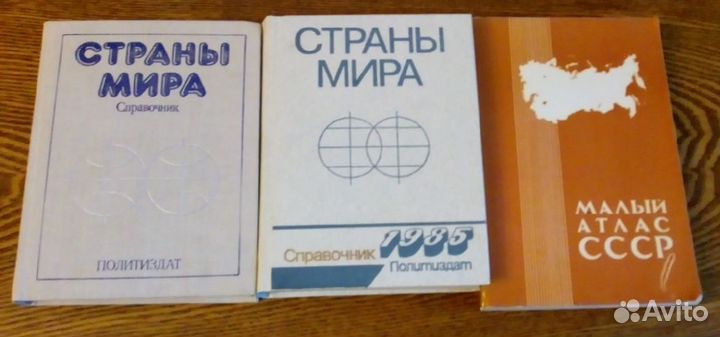 СТРАНЫ
МИРА
Справочник
ПОЛИТИЗДАТ
СТРАНЫ
МИРА
Справочник 1985
Политиздат
МАЛЫЙ
АТЛАС
СССР
Avito